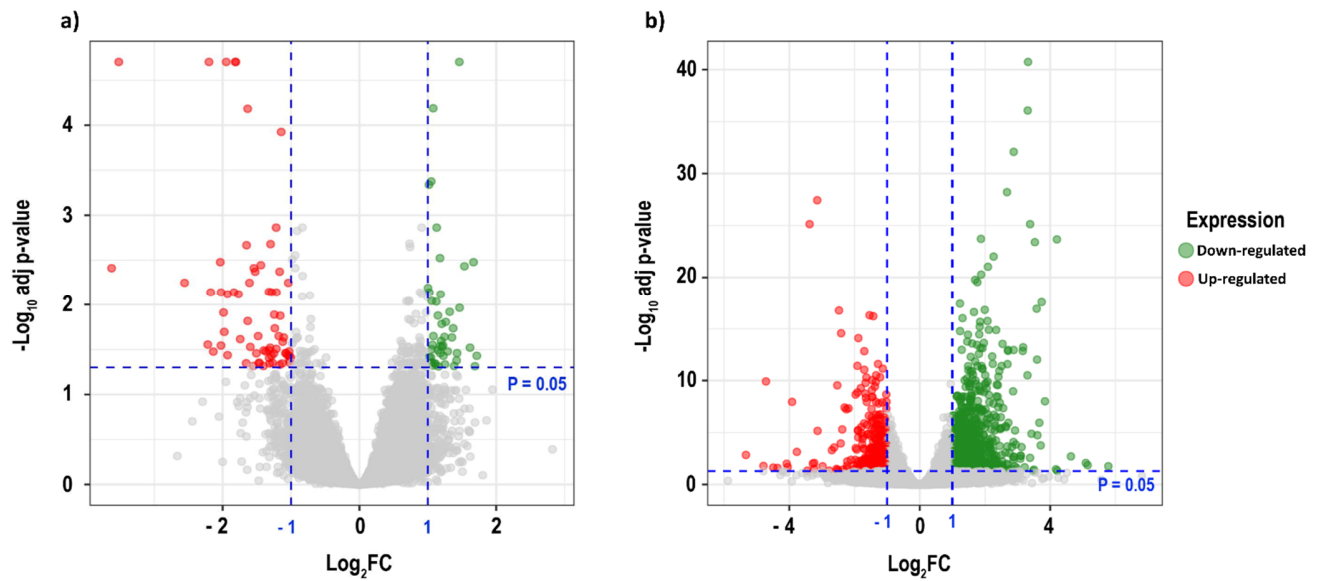 a)
-Log10 adj p-value
4
3
2
1
0
P = 0.05
- 2
- 1
0
1
2
Log2FC
b)
-Log10 adj p-value
40
30
20
10
0
P = 0.05
- 4
- 1
0
1
4
Log2FC
Expression
Down-regulated
Up-regulated